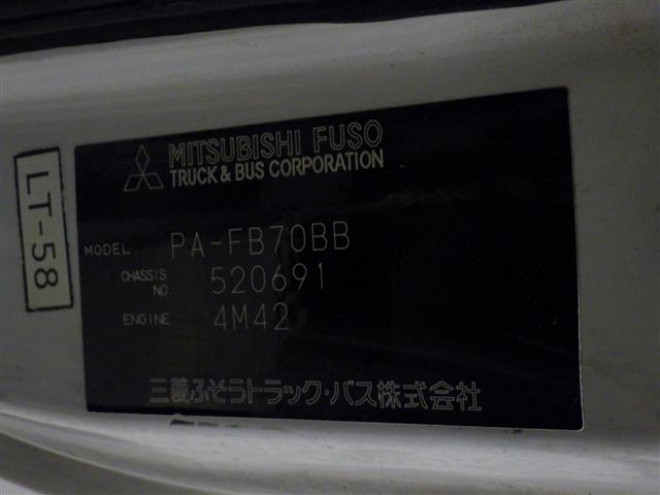 LT-58
MITSUBISHI FUSO
TRUCK & BUS CORPORATION
MODEL PA-FB70BB
CHASSIS NO. 520691
ENGINE 4M42
三菱ふそうトラック・バス株式会社